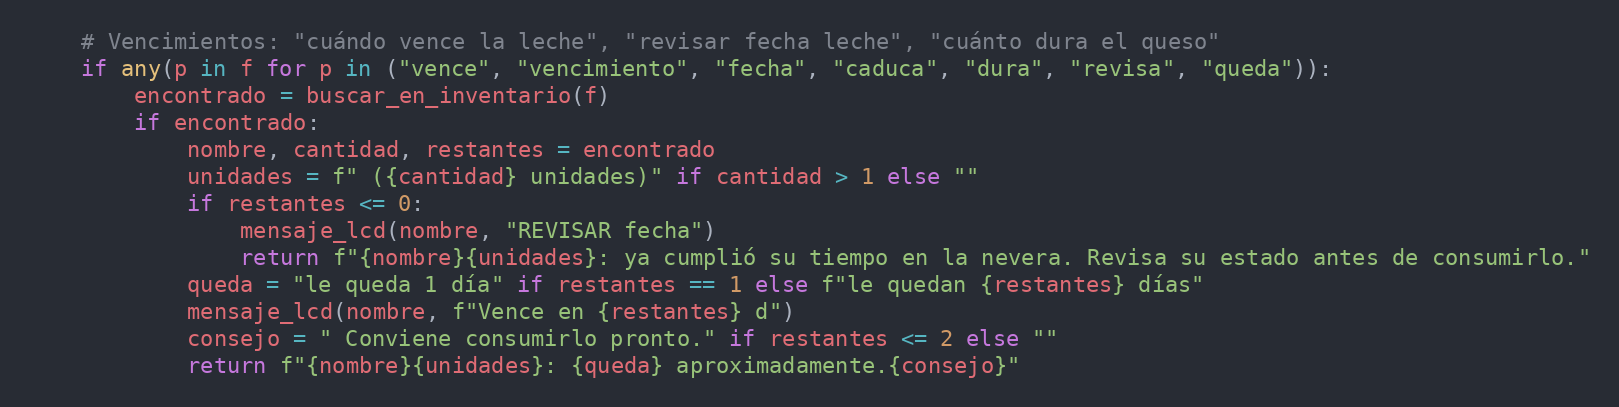 # Vencimientos: "cuándo vence la leche", "revisar fecha leche", "cuánto dura el queso"
if any(p in f for p in ("vence", "vencimiento", "fecha", "caduca", "dura", "revisa", "queda")):
    encontrado = buscar_en_inventario(f)
    if encontrado:
        nombre, cantidad, restantes = encontrado
        unidades = f" ({cantidad} unidades)" if cantidad > 1 else ""
        if restantes <= 0:
            mensaje_lcd(nombre, "REVISAR fecha")
            return f"{nombre}{unidades}: ya cumplió su tiempo en la nevera. Revisa su estado antes de consumirlo."
        queda = "le queda 1 día" if restantes == 1 else f"le quedan {restantes} días"
        mensaje_lcd(nombre, f"Vence en {restantes} d")
        consejo = " Conviene consumirlo pronto." if restantes <= 2 else ""
        return f"{nombre}{unidades}: {queda} aproximadamente.{consejo}"